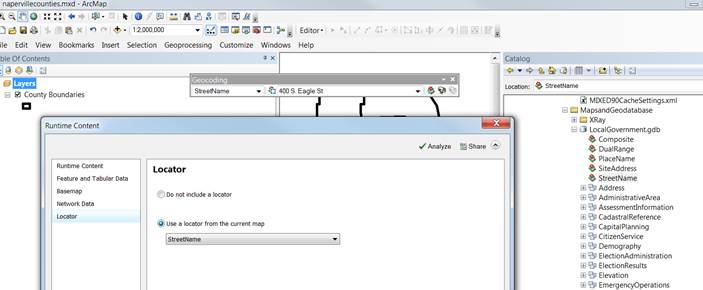 napervillecounties.mxd - ArcMap
File Edit View Bookmarks Insert Selection Geoprocessing Customize Windows Help
1:2,000,000
Editor
Table Of Contents
Layers
County Boundaries
Geocoding
StreetName
400 S. Eagle St
Runtime Content
Analyze Share
Runtime Content
Feature and Tabular Data
Basemap
Network Data
Locator
Locator
Do not include a locator
Use a locator from the current map
StreetName
Catalog
Location: StreetName
MIXED90CacheSettings.xml
MapsandGeodatabase
XRay
LocalGovernment.gdb
Composite
DualRange
PlaceName
SiteAddress
StreetName
Address
AdministrativeArea
AssessmentInformation
CadastralReference
CapitalPlanning
CitizenService
Demography
ElectionAdministration
ElectionResults
Elevation
EmergencyOperations